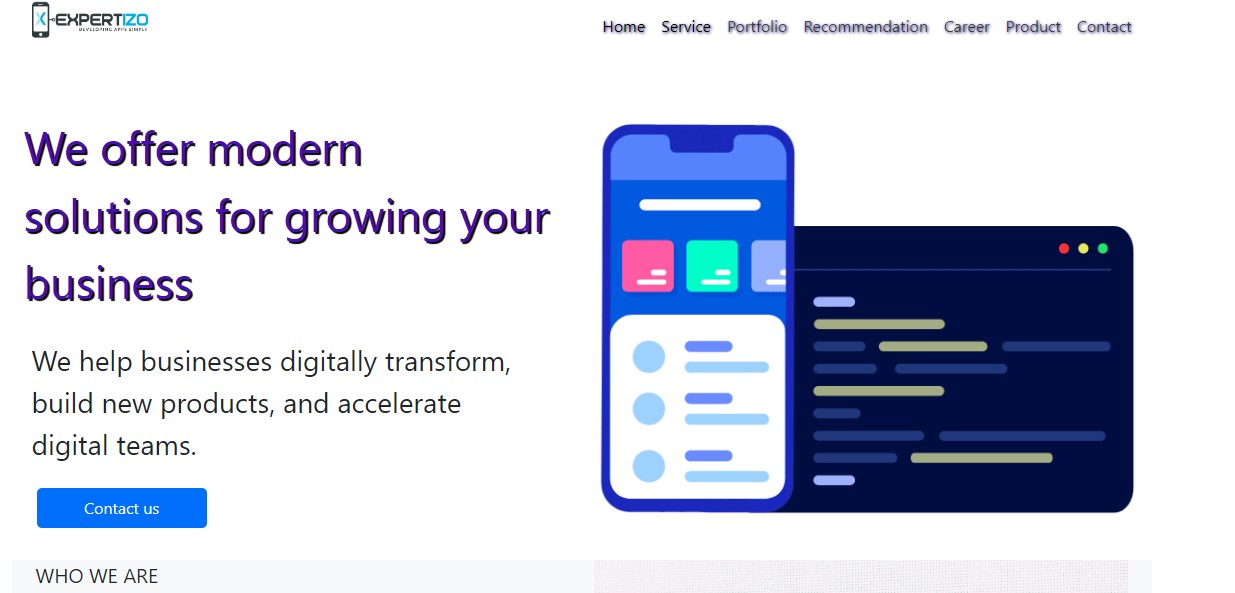 EXPERTIZO
DEVELOPING APPS SIMPLY
Home Service Portfolio Recommendation Career Product Contact
We offer modern
solutions for growing your
business
We help businesses digitally transform,
build new products, and accelerate
digital teams.
Contact us
WHO WE ARE